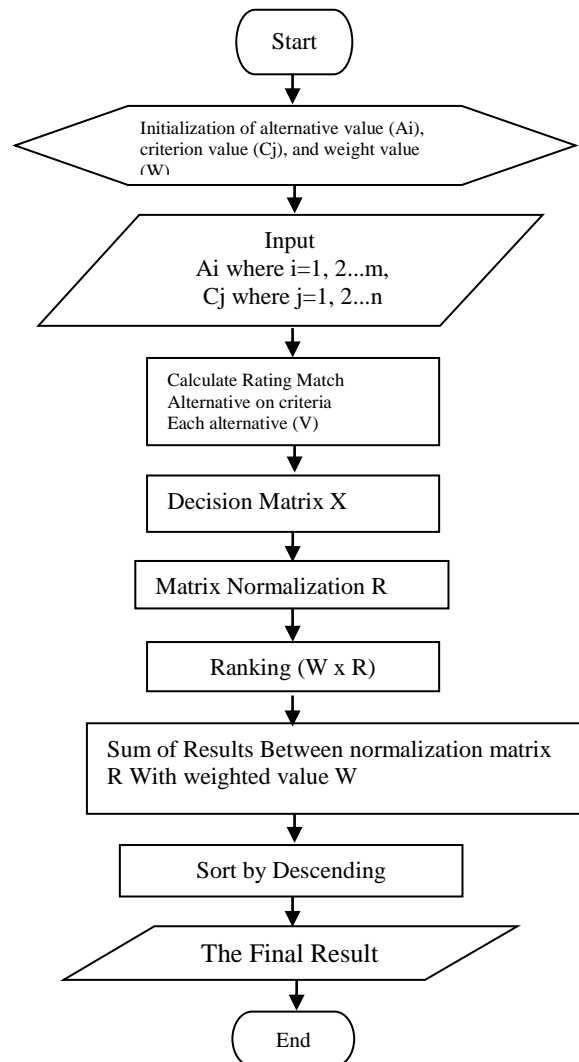 Start
Initialization of alternative value (Ai),
criterion value (Cj), and weight value
(W)
Input
Ai where i=1, 2...m,
Cj where j=1, 2...n
Calculate Rating Match
Alternative on criteria
Each alternative (V)
Decision Matrix X
Matrix Normalization R
Ranking (W x R)
Sum of Results Between normalization matrix
R With weighted value W
Sort by Descending
The Final Result
End